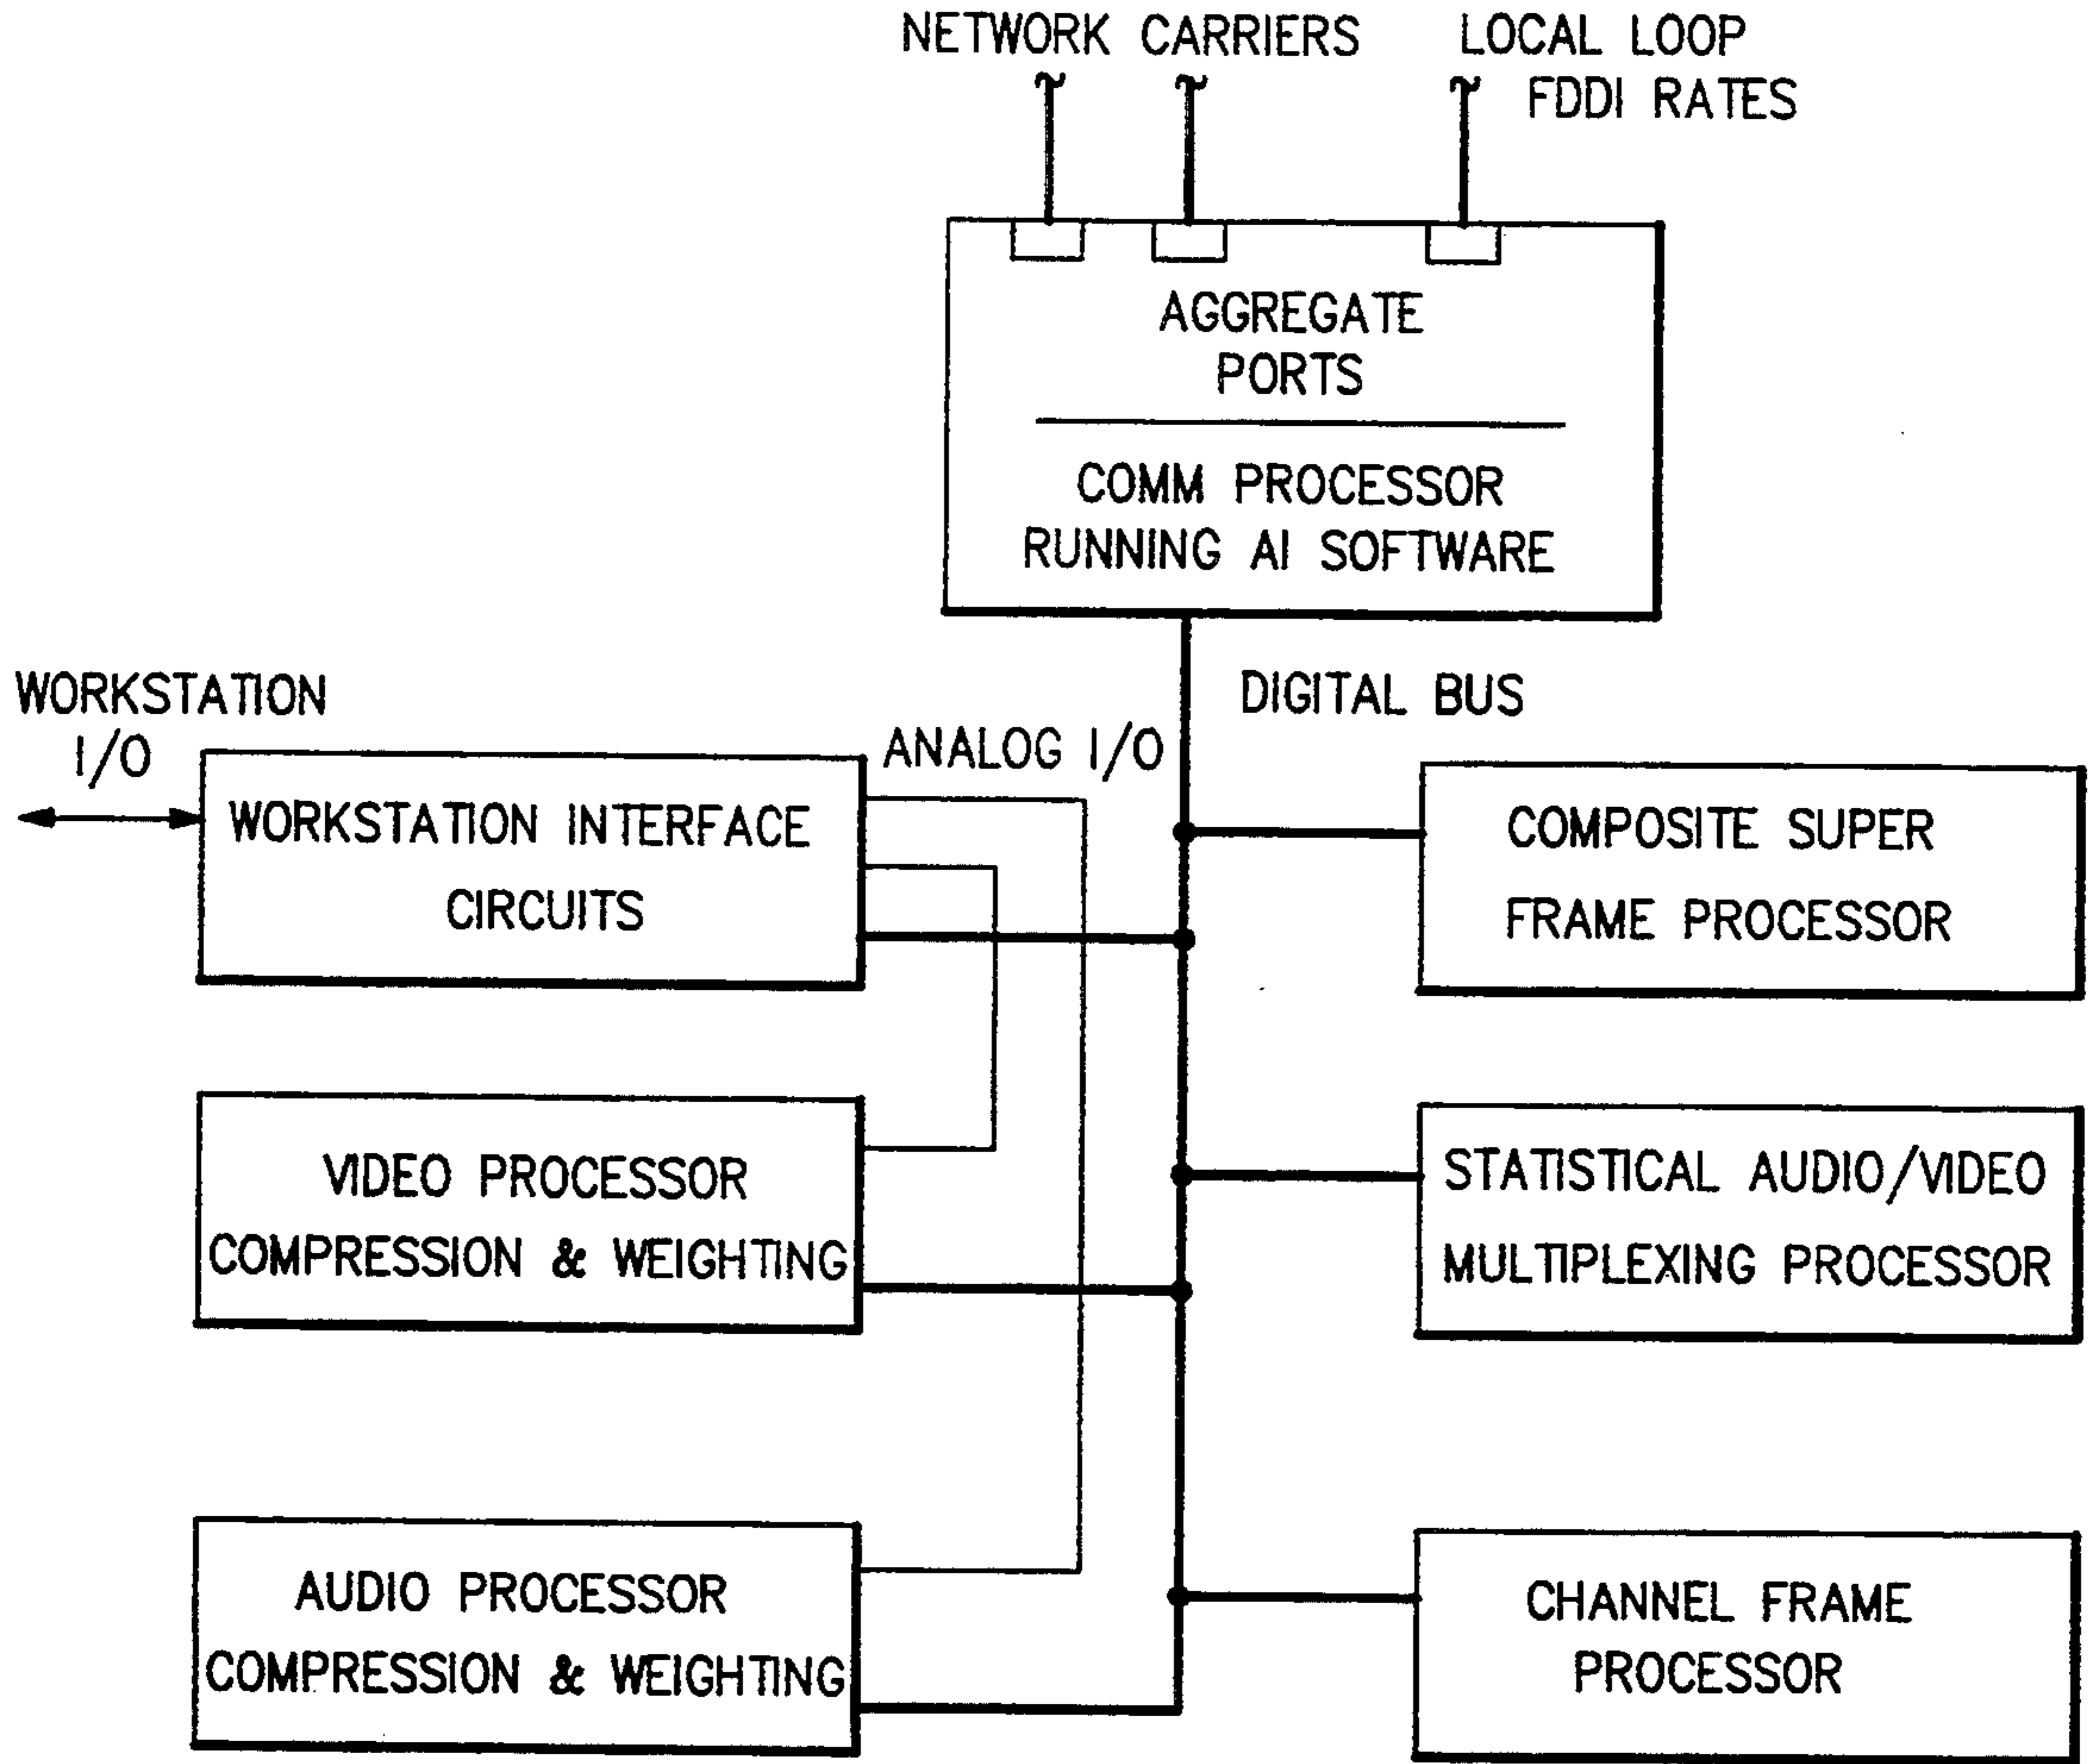 NETWORK CARRIERS
LOCAL LOOP
FDDI RATES
AGGREGATE
PORTS
COMM PROCESSOR
RUNNING AI SOFTWARE
WORKSTATION
I/O
ANALOG I/O
DIGITAL BUS
WORKSTATION INTERFACE
CIRCUITS
COMPOSITE SUPER
FRAME PROCESSOR
VIDEO PROCESSOR
COMPRESSION & WEIGHTING
STATISTICAL AUDIO/VIDEO
MULTIPLEXING PROCESSOR
AUDIO PROCESSOR
COMPRESSION & WEIGHTING
CHANNEL FRAME
PROCESSOR